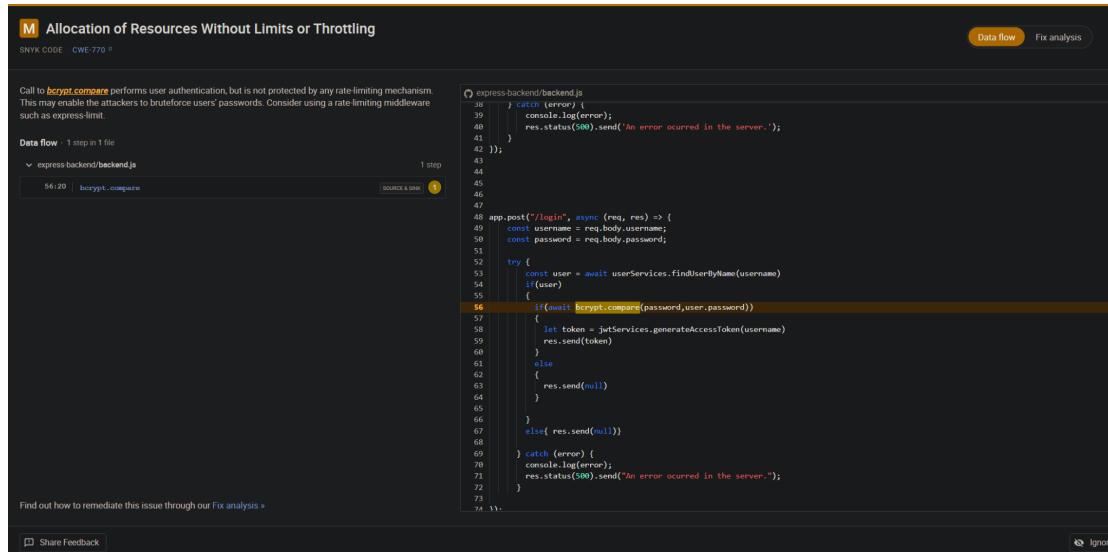 M Allocation of Resources Without Limits or Throttling
SNYK CODE CWE-770
Data flow Fix analysis
Call to bcrypt.compare performs user authentication, but is not protected by any rate-limiting mechanism.
This may enable the attackers to bruteforce users' passwords. Consider using a rate-limiting middleware
such as express-limit.
Data flow - 1 step in 1 file
express-backend/backend.js 1 step
56:20 bcrypt.compare SOURCE & SINK 1
Find out how to remediate this issue through our Fix analysis »
Share Feedback
express-backend/backend.js
38 } catch (error) {
39 console.log(error);
40 res.status(500).send('An error ocurred in the server.');
41 }
42 });
43
44
45
46
47
48 app.post("/login", async (req, res) => {
49 const username = req.body.username;
50 const password = req.body.password;
51
52 try {
53 const user = await userServices.findUserByName(username)
54 if(user)
55 {
56 if(await bcrypt.compare(password,user.password))
57 {
58 let token = jwtServices.generateAccessToken(username)
59 res.send(token)
60 }
61 else
62 {
63 res.send(null)
64 }
65
66 }
67 else{ res.send(null)}
68
69 } catch (error) {
70 console.log(error);
71 res.status(500).send("An error ocurred in the server.");
72 }
73
74 });